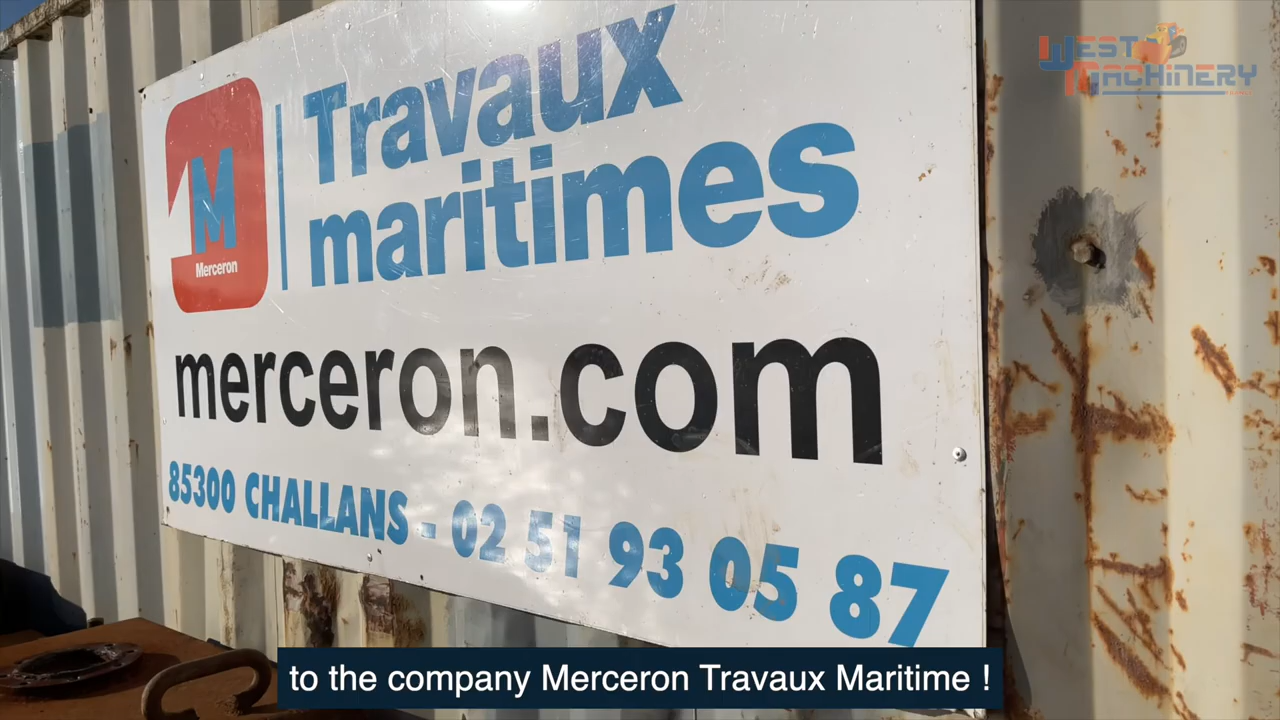 WEST
MACHINERY
Travaux
maritimes
M
Merceron
merceron.com
85300 CHALLANS - 02 51 93 05 87
to the company Merceron Travaux Maritime !